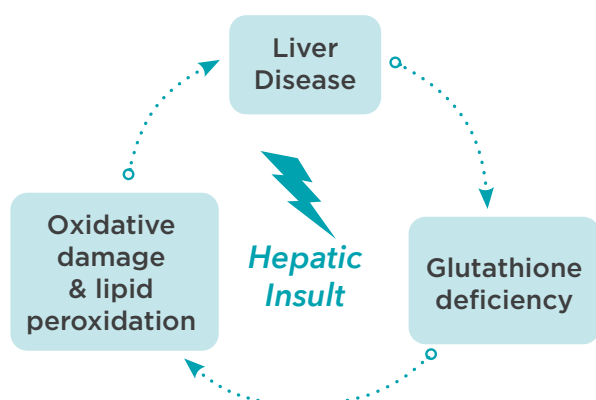 Liver
Disease
Oxidative
damage
& lipid
peroxidation
Hepatic
Insult
Glutathione
deficiency